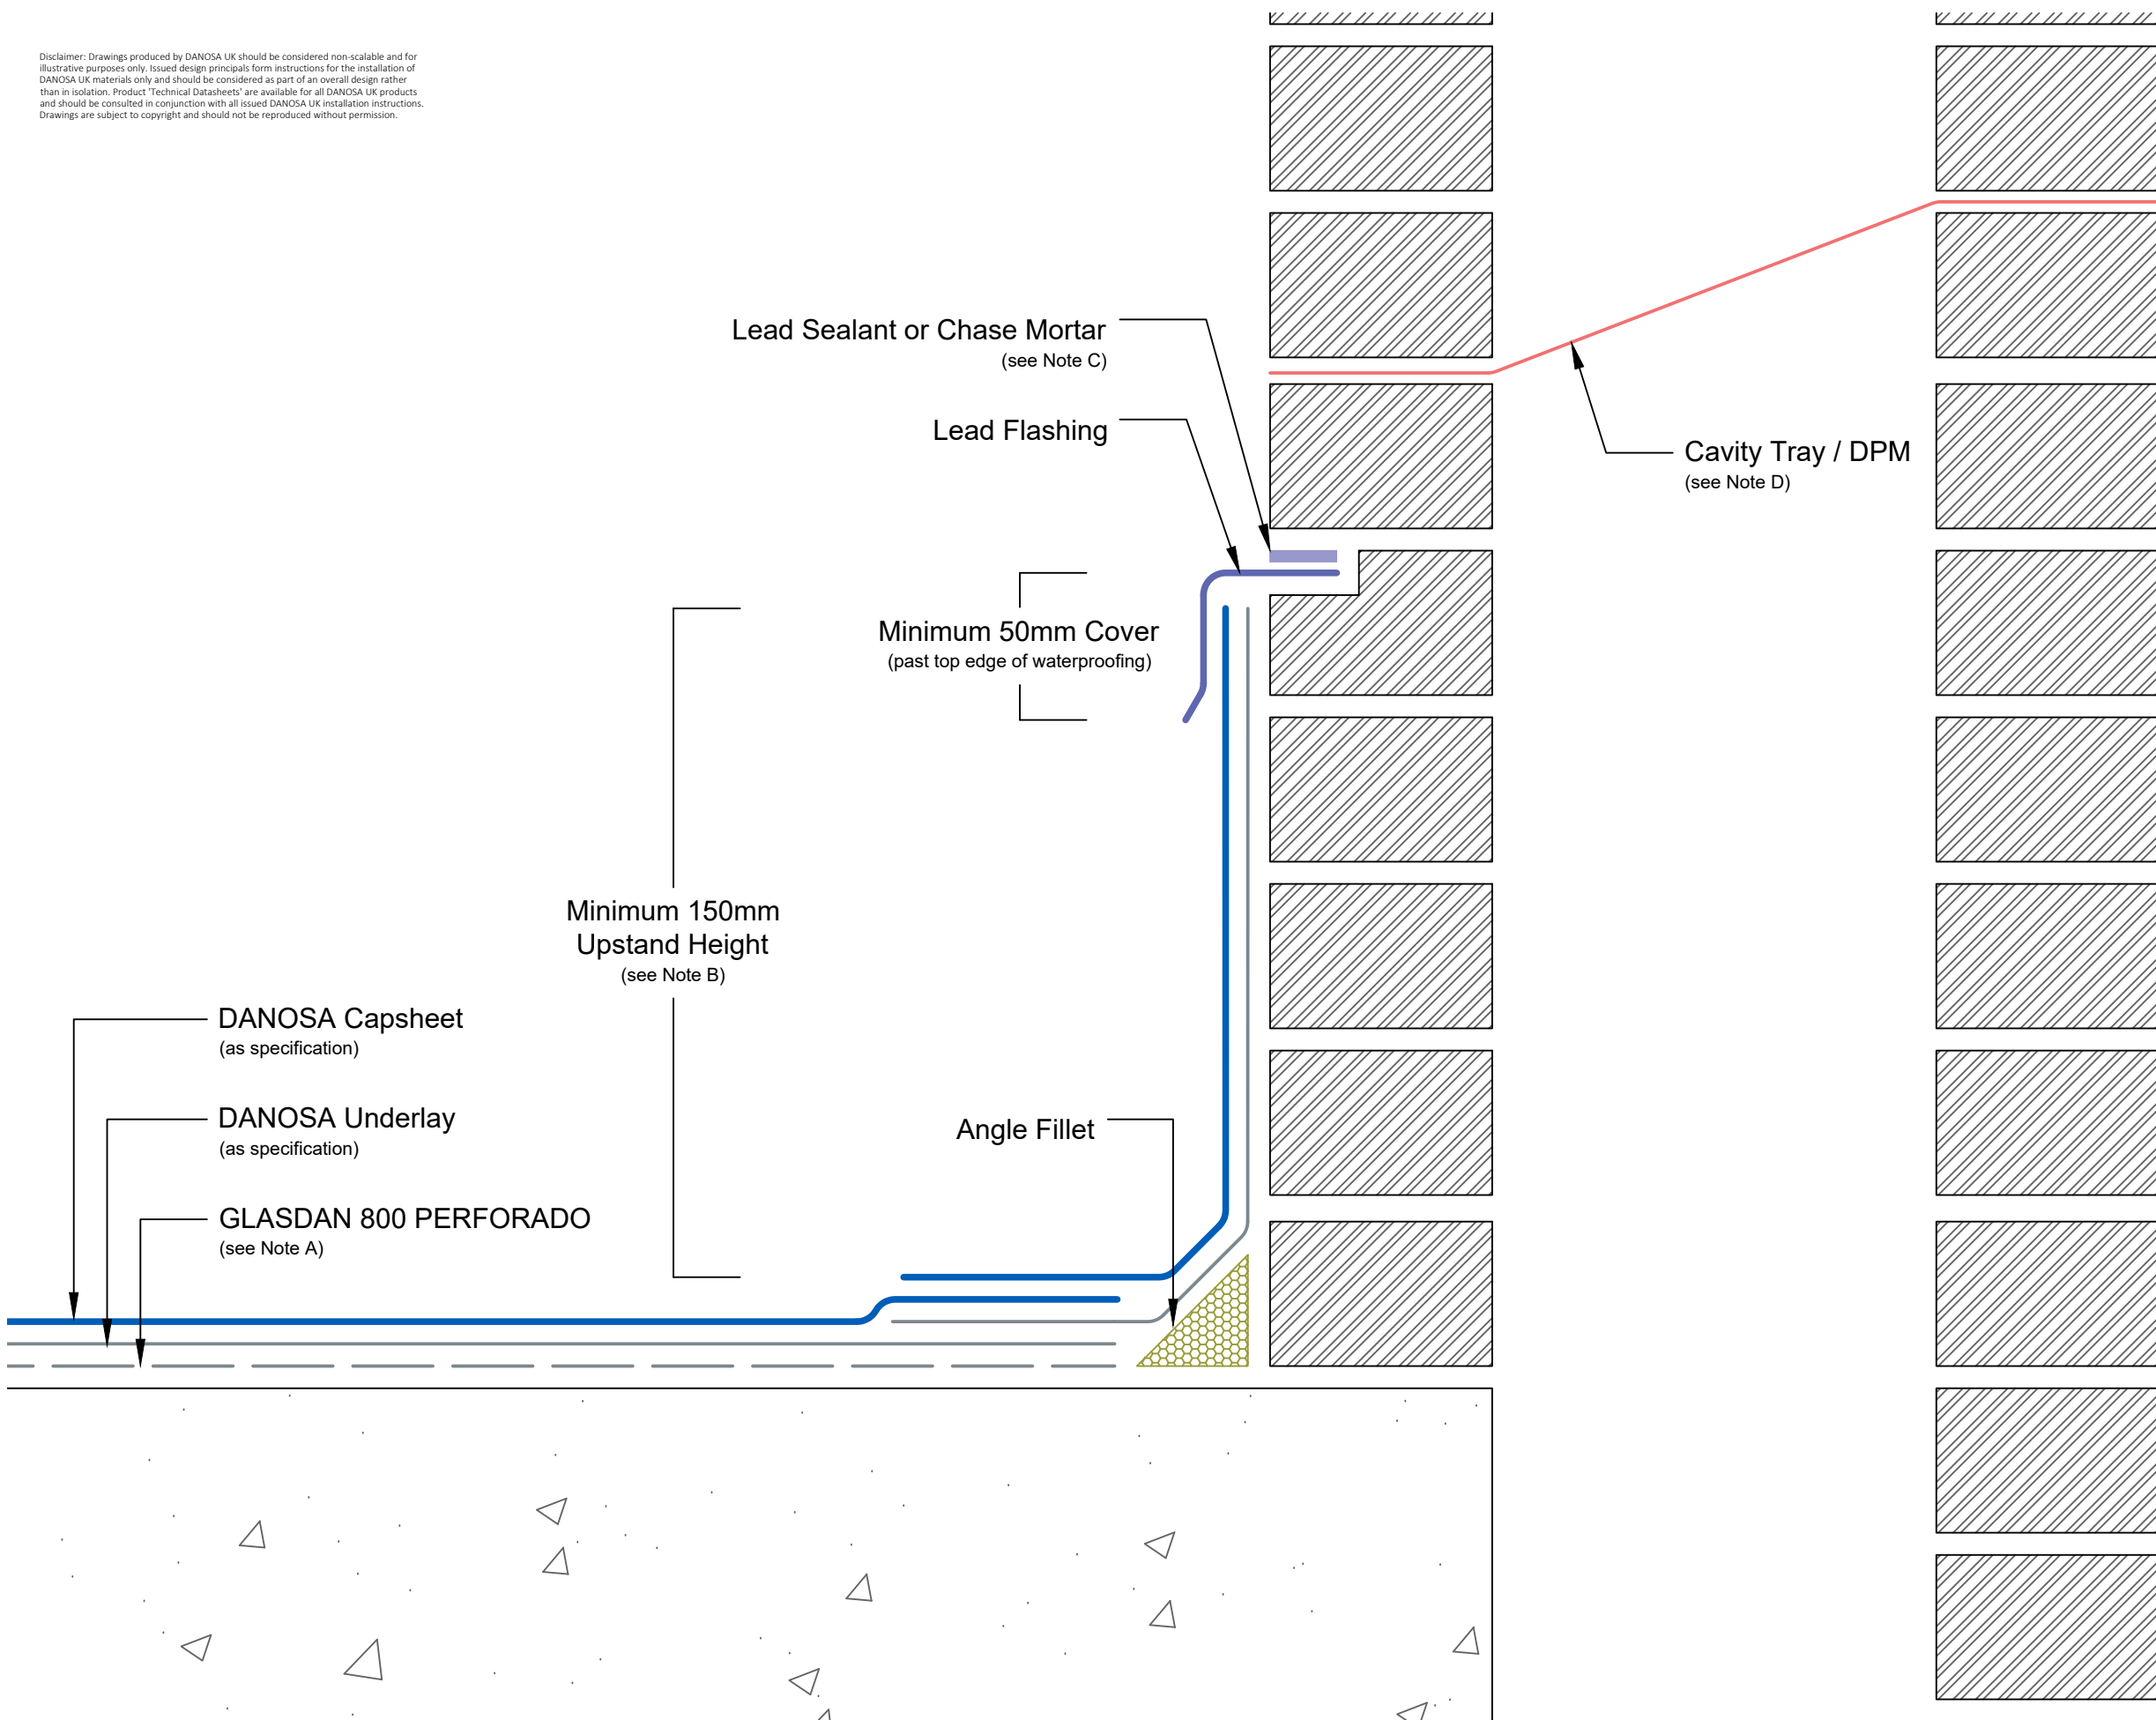 Disclaimer: Drawings produced by DANOSA UK should be considered non-scalable and for
illustrative purposes only. Issued design principals form instructions for the installation of
DANOSA UK materials only and should be considered as part of an overall design rather
than in isolation. Product 'Technical Datasheets' are available for all DANOSA UK products
and should be consulted in conjunction with all issued DANOSA UK installation instructions.
Drawings are subject to copyright and should not be reproduced without permission.
Lead Sealant or Chase Mortar
(see Note C)
Lead Flashing
Cavity Tray / DPM
(see Note D)
Minimum 50mm Cover
(past top edge of waterproofing)
Minimum 150mm
Upstand Height
(see Note B)
DANOSA Capsheet
(as specification)
DANOSA Underlay
(as specification)
Angle Fillet
GLASDAN 800 PERFORADO
(see Note A)